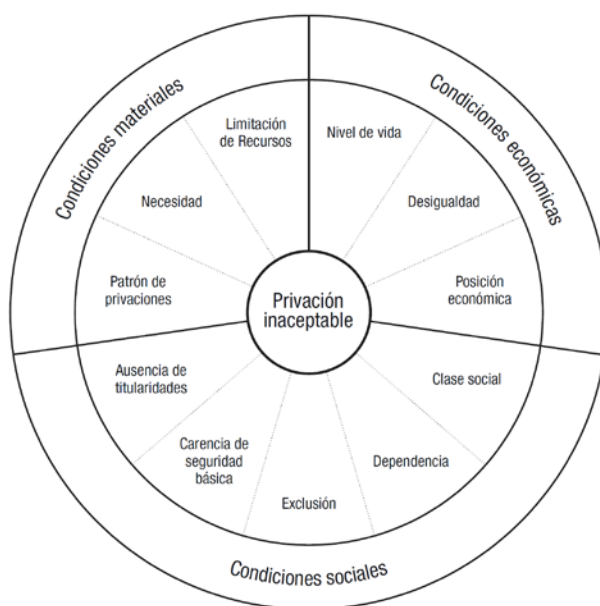 Condiciones materiales
Condiciones económicas
Limitación
de Recursos
Nivel de vida
Necesidad
Desigualdad
Patrón de
privaciones
Privación
inaceptable
Posición
económica
Ausencia de
titularidades
Clase social
Carencia de
seguridad
básica
Dependencia
Exclusión
Condiciones sociales